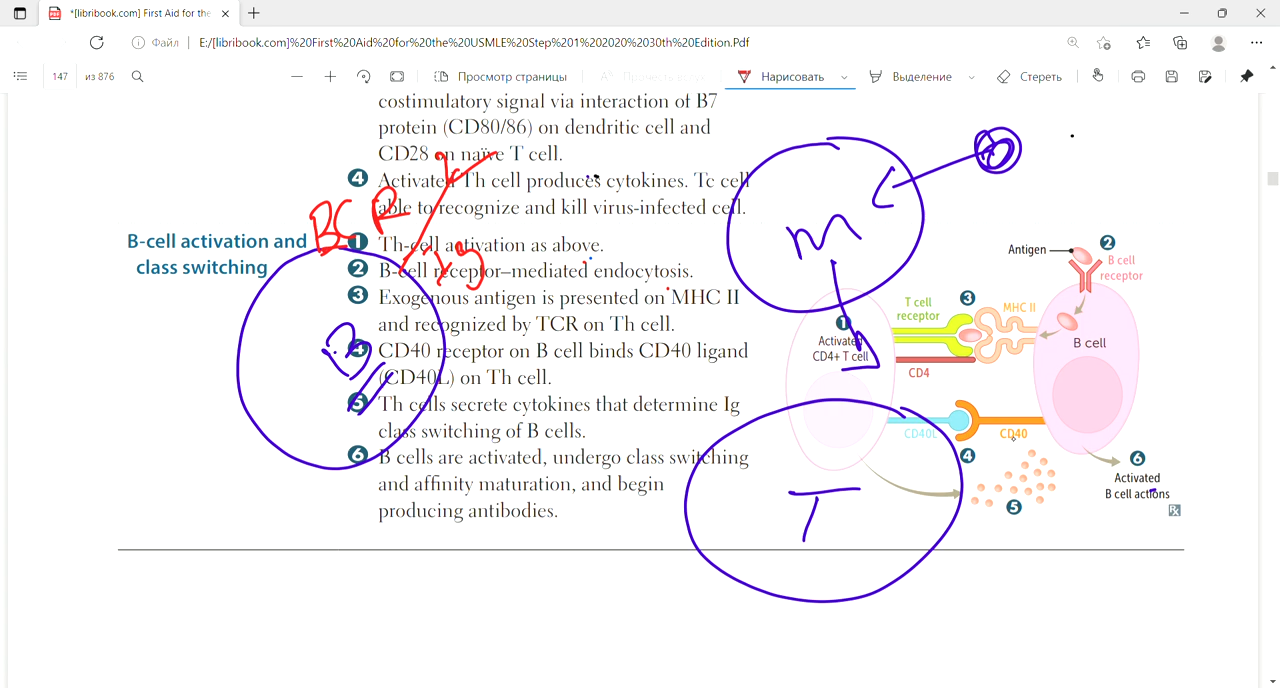 *[libribook.com] First Aid for the
Файл
E:/[libribook.com]%20First%20Aid%20for%20the%20USMLE%20Step%201%202020%2030th%20Edition.Pdf
147
из 876
Просмотр страницы
Нарисовать
Выделение
Стереть
costimulatory signal via interaction of B7
protein (CD80/86) on dendritic cell and
CD28 on naïve T cell.
4 Activated Th cell produces cytokines. Tc cell
able to recognize and kill virus-infected cell.
B-cell activation and
class switching
1 Th-cell activation as above.
2 B-cell receptor–mediated endocytosis.
3 Exogenous antigen is presented on MHC II
and recognized by TCR on Th cell.
4 CD40 receptor on B cell binds CD40 ligand
(CD40L) on Th cell.
5 Th cells secrete cytokines that determine Ig
class switching of B cells.
6 B cells are activated, undergo class switching
and affinity maturation, and begin
producing antibodies.
BCR
Ig
B
m
T
Antigen
2
B cell
receptor
T cell
receptor
3
MHC II
1
Activated
CD4+ T cell
B cell
CD4
CD40L
CD40
4
5
6
Activated
B cell actions
Rx